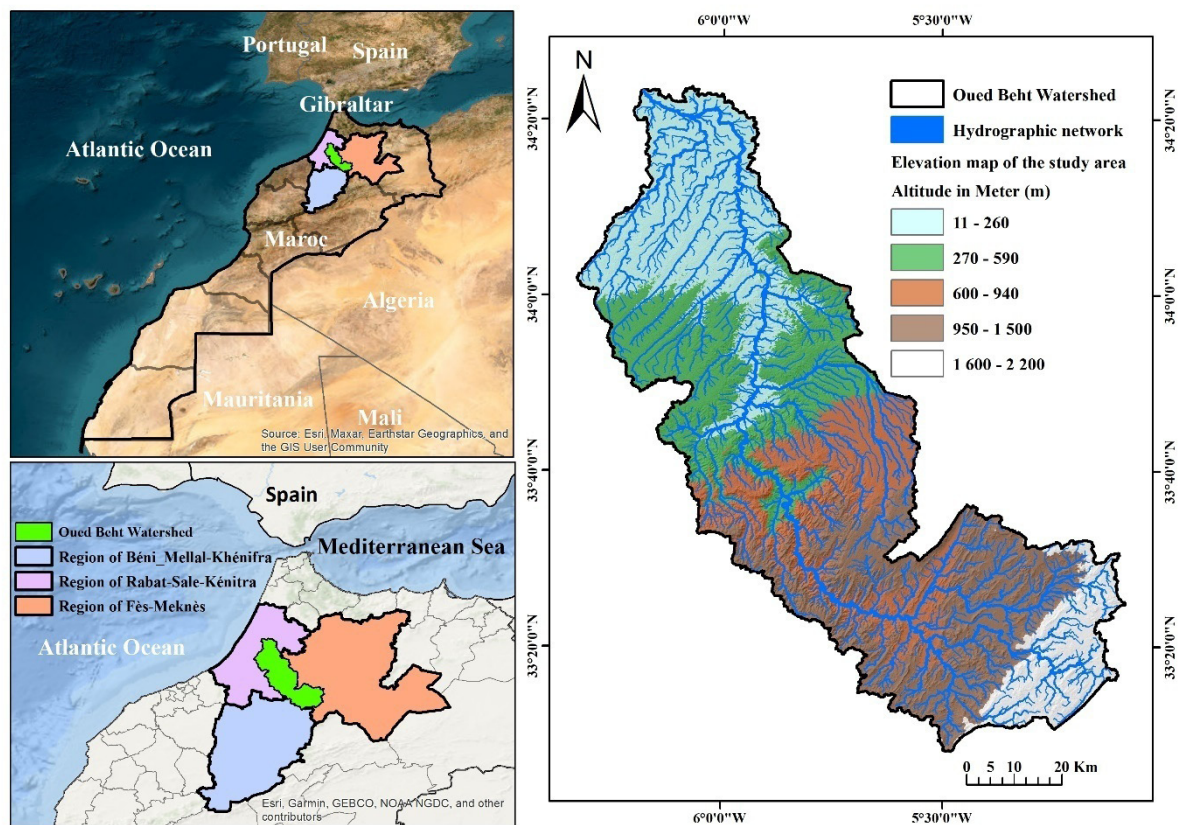 Portugal
Spain
Gibraltar
Atlantic Ocean
Maroc
Algeria
Mauritania
Mali
Source: Esri, Maxar, Earthstar Geographics, and
the GIS User Community
Spain
Oued Beht Watershed
Region of Béni_Mellal-Khénifra
Region of Rabat-Sale-Kénitra
Region of Fès-Meknès
Mediterranean Sea
Atlantic Ocean
Esri, Garmin, GEBCO, NOAA NGDC, and other
contributors
6°0'0"W
5°30'0"W
N
Oued Beht Watershed
Hydrographic network
Elevation map of the study area
Altitude in Meter (m)
11 - 260
270 - 590
600 - 940
950 - 1 500
1 600 - 2 200
34°20'0"N
34°0'0"N
33°40'0"N
33°20'0"N
34°20'0"N
34°0'0"N
33°40'0"N
33°20'0"N
0 5 10 20 Km
6°0'0"W
5°30'0"W